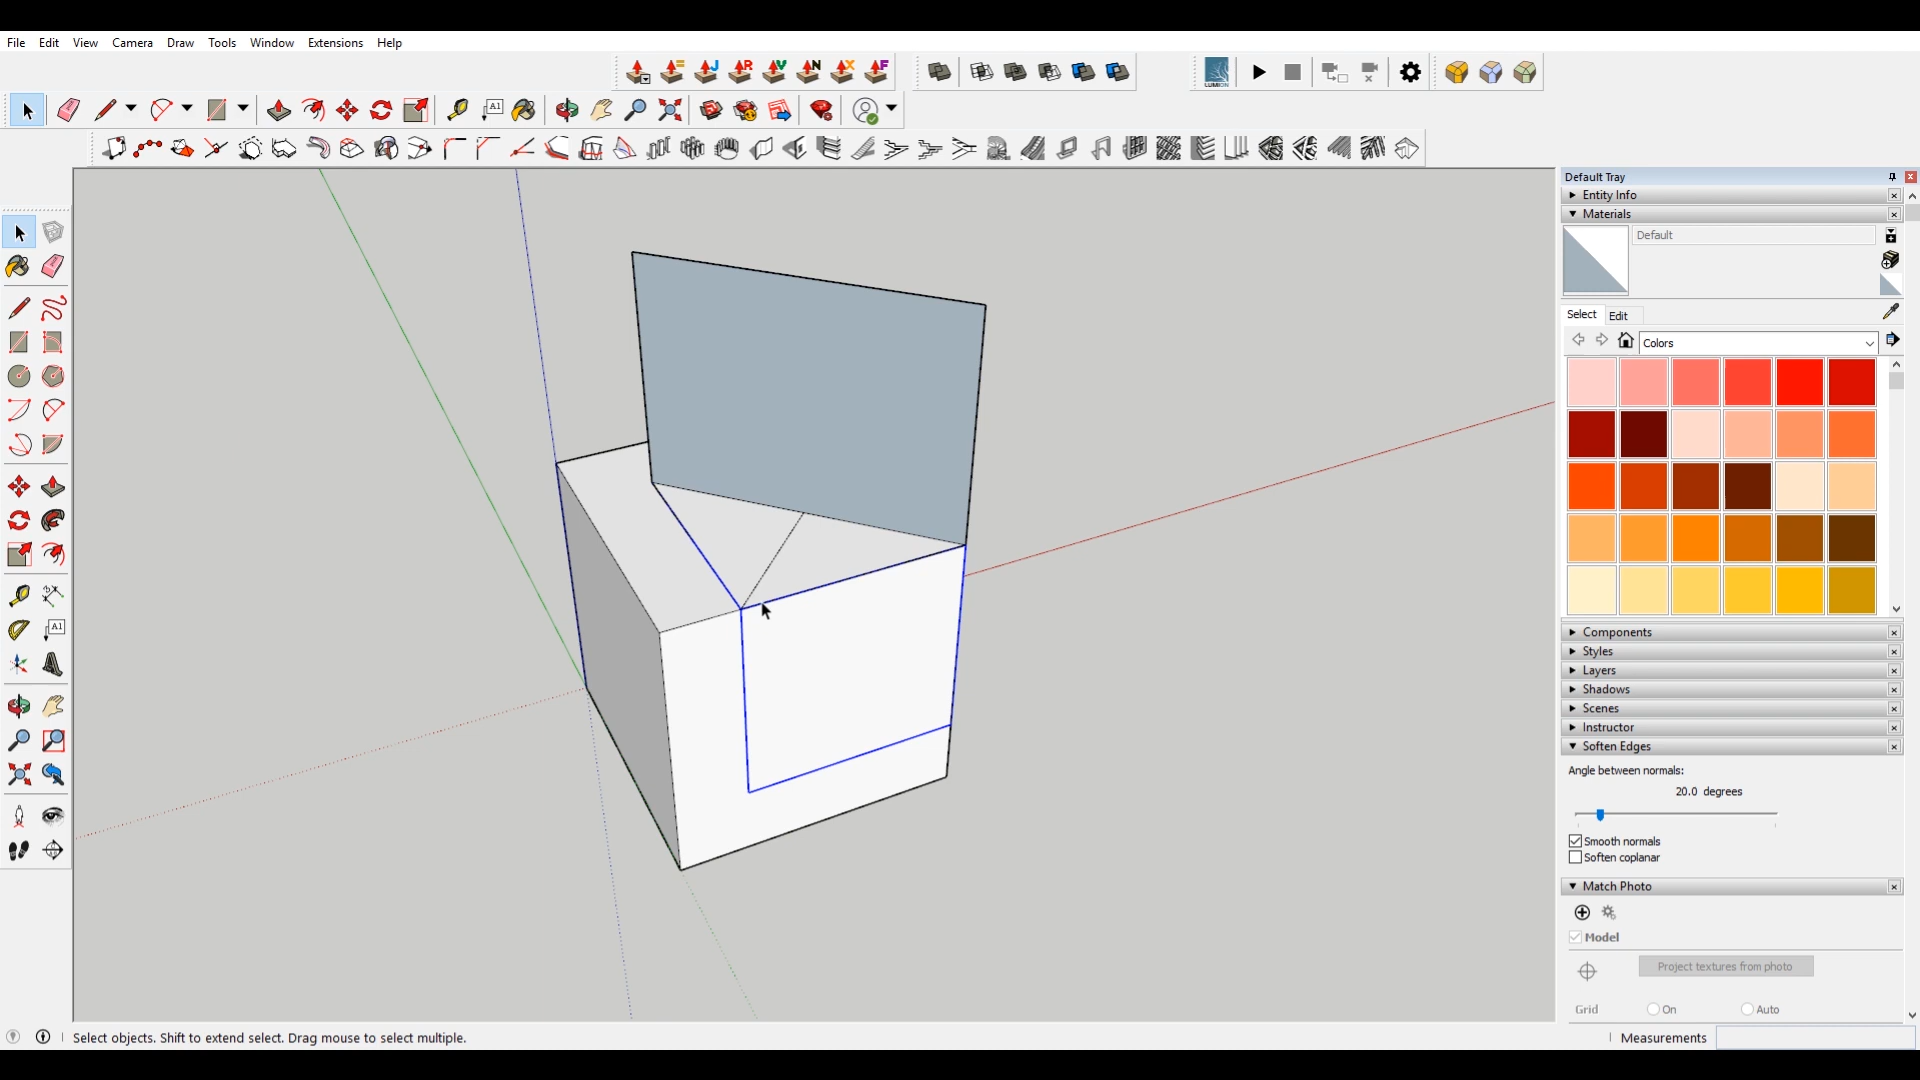 File Edit View Camera Draw Tools Window Extensions Help
J R V N X F
LUMION
A1
Default Tray
Entity Info
Materials
Default
Select Edit
Colors
A1
Components
Styles
Layers
Shadows
Scenes
Instructor
Soften Edges
Angle between normals:
20.0 degrees
Smooth normals
Soften coplanar
Match Photo
Model
Project textures from photo
Grid On Auto
Select objects. Shift to extend select. Drag mouse to select multiple. Measurements